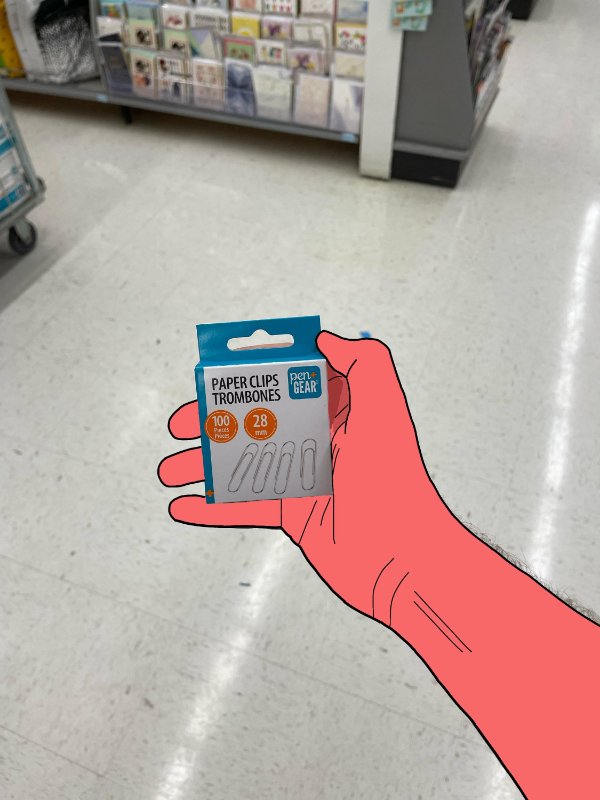 PAPER CLIPS
TROMBONES
pen+
GEAR
100
Pieces
Pièces
28
mm